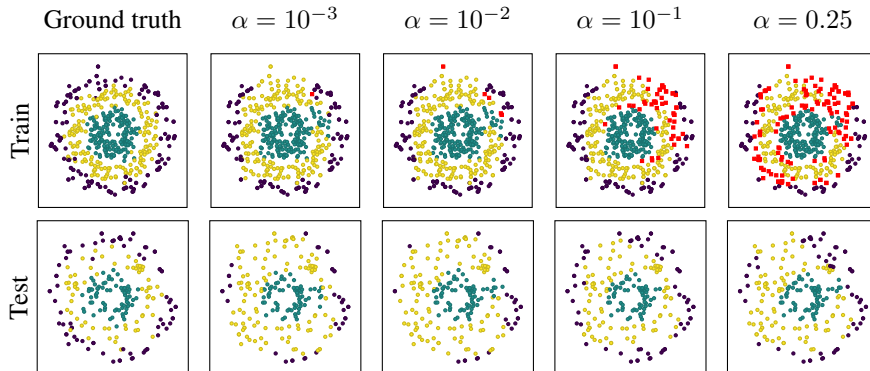 Ground truth α = 10⁻³ α = 10⁻² α = 10⁻¹ α = 0.25
Train
Test